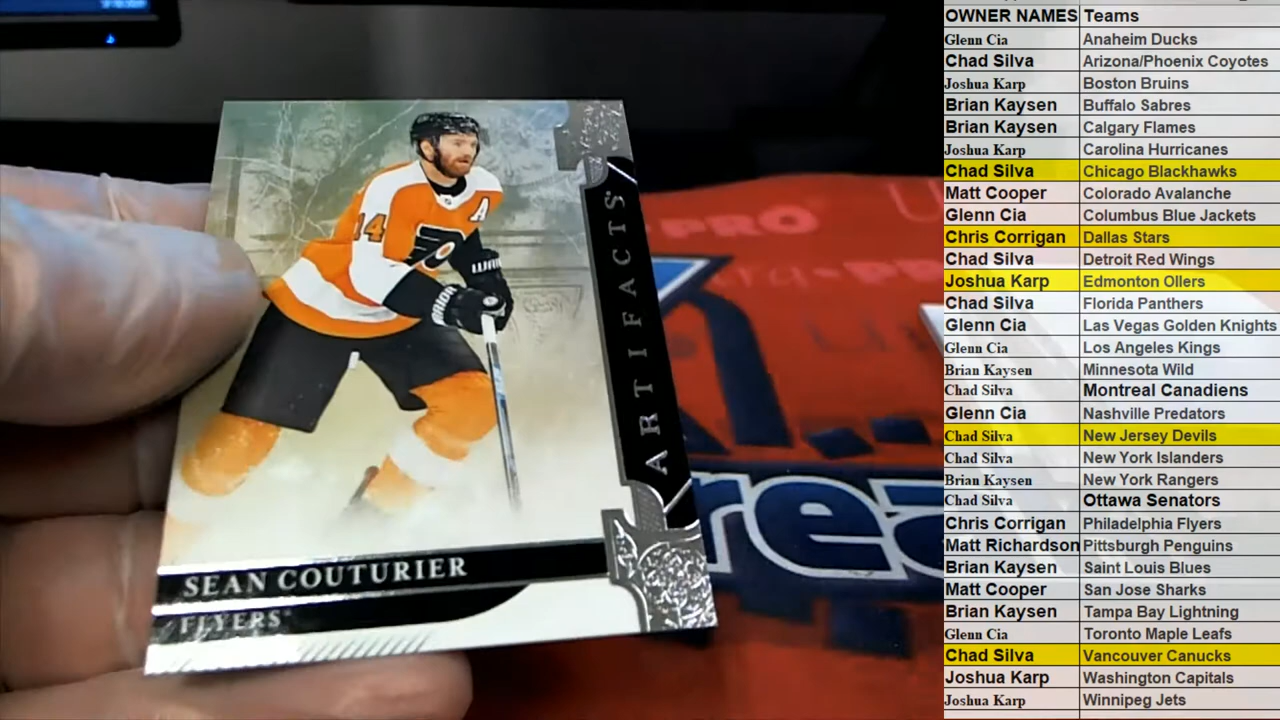 14
A
WARRIOR
WARRIOR
ARTIFACTS
SEAN COUTURIER
FLYERS
PRO
rea
OWNER NAMES Teams
Glenn Cia Anaheim Ducks
Chad Silva Arizona/Phoenix Coyotes
Joshua Karp Boston Bruins
Brian Kaysen Buffalo Sabres
Brian Kaysen Calgary Flames
Joshua Karp Carolina Hurricanes
Chad Silva Chicago Blackhawks
Matt Cooper Colorado Avalanche
Glenn Cia Columbus Blue Jackets
Chris Corrigan Dallas Stars
Chad Silva Detroit Red Wings
Joshua Karp Edmonton Ollers
Chad Silva Florida Panthers
Glenn Cia Las Vegas Golden Knights
Glenn Cia Los Angeles Kings
Brian Kaysen Minnesota Wild
Chad Silva Montreal Canadiens
Glenn Cia Nashville Predators
Chad Silva New Jersey Devils
Chad Silva New York Islanders
Brian Kaysen New York Rangers
Chad Silva Ottawa Senators
Chris Corrigan Philadelphia Flyers
Matt Richardson Pittsburgh Penguins
Brian Kaysen Saint Louis Blues
Matt Cooper San Jose Sharks
Brian Kaysen Tampa Bay Lightning
Glenn Cia Toronto Maple Leafs
Chad Silva Vancouver Canucks
Joshua Karp Washington Capitals
Joshua Karp Winnipeg Jets